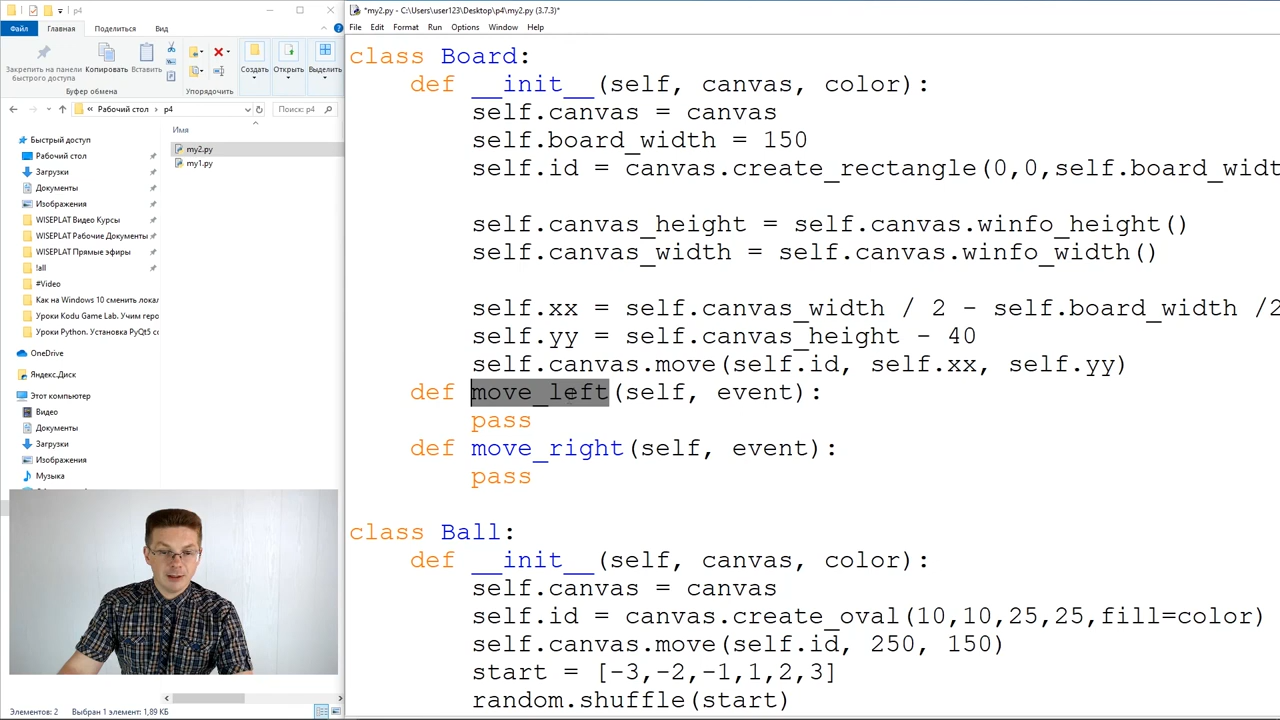 p4
Файл
Главная
Поделиться
Вид
Закрепить на панели быстрого доступа
Копировать
Вставить
Создать
Открыть
Выделить
Буфер обмена
Упорядочить
Рабочий стол
p4
Поиск: p4
Имя
my2.py
my1.py
Быстрый доступ
Рабочий стол
Загрузки
Документы
Изображения
WISEPLAT Видео Курсы
WISEPLAT Рабочие Документы
WISEPLAT Прямые эфиры
!all
#Video
Как на Windows 10 сменить локал
Уроки Kodu Game Lab. Учим геро
Уроки Python. Установка PyQt5 со
OneDrive
Яндекс.Диск
Этот компьютер
Видео
Документы
Загрузки
Изображения
Музыка
Элементов: 2
Выбран 1 элемент: 1,89 КБ
*my2.py - C:\Users\user123\Desktop\p4\my2.py (3.7.3)*
File Edit Format Run Options Window Help
class Board:
def __init__(self, canvas, color):
self.canvas = canvas
self.board_width = 150
self.id = canvas.create_rectangle(0,0,self.board_widt
self.canvas_height = self.canvas.winfo_height()
self.canvas_width = self.canvas.winfo_width()
self.xx = self.canvas_width / 2 - self.board_width /2
self.yy = self.canvas_height - 40
self.canvas.move(self.id, self.xx, self.yy)
def move_left(self, event):
pass
def move_right(self, event):
pass
class Ball:
def __init__(self, canvas, color):
self.canvas = canvas
self.id = canvas.create_oval(10,10,25,25,fill=color)
self.canvas.move(self.id, 250, 150)
start = [-3,-2,-1,1,2,3]
random.shuffle(start)